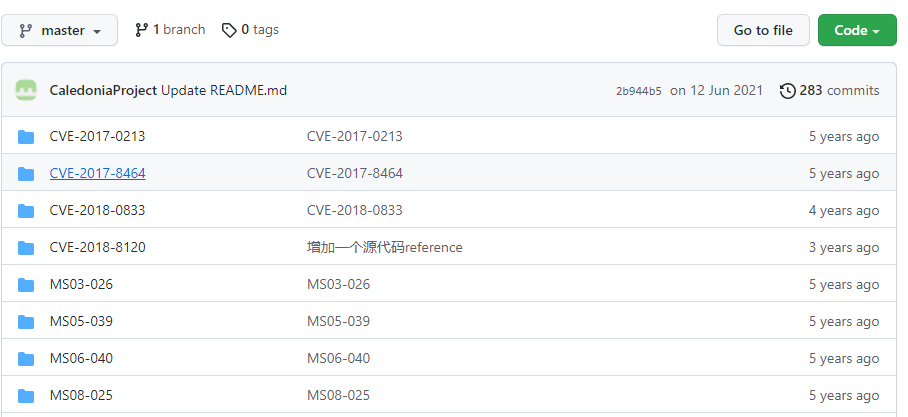 master 1 branch 0 tags Go to file Code
CaledoniaProject Update README.md 2b944b5 on 12 Jun 2021 283 commits
CVE-2017-0213 CVE-2017-0213 5 years ago
CVE-2017-8464 CVE-2017-8464 5 years ago
CVE-2018-0833 CVE-2018-0833 4 years ago
CVE-2018-8120 增加一个源代码reference 3 years ago
MS03-026 MS03-026 5 years ago
MS05-039 MS05-039 5 years ago
MS06-040 MS06-040 5 years ago
MS08-025 MS08-025 5 years ago